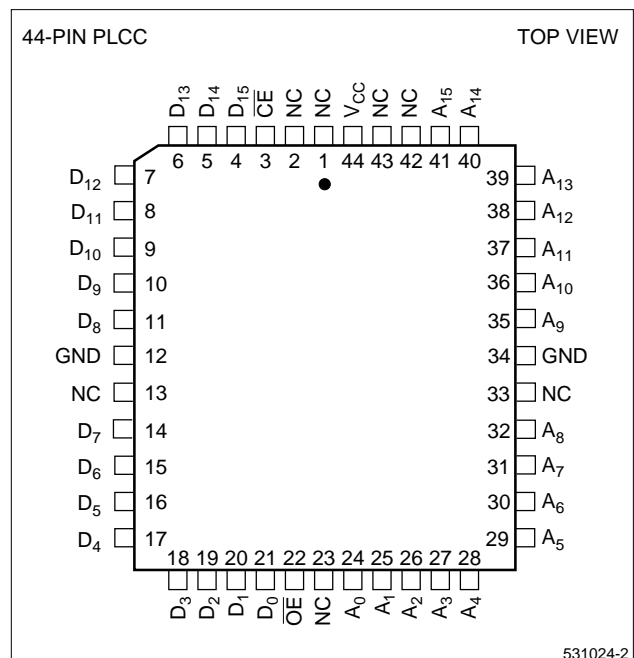 44-PIN PLCC TOP VIEW
D13 D14 D15 CE NC NC VCC NC NC A15 A14
6 5 4 3 2 1 44 43 42 41 40
D12 7 39 A13
D11 8 38 A12
D10 9 37 A11
D9 10 36 A10
D8 11 35 A9
GND 12 34 GND
NC 13 33 NC
D7 14 32 A8
D6 15 31 A7
D5 16 30 A6
D4 17 29 A5
18 19 20 21 22 23 24 25 26 27 28
D3 D2 D1 D0 OE NC A0 A1 A2 A3 A4
531024-2